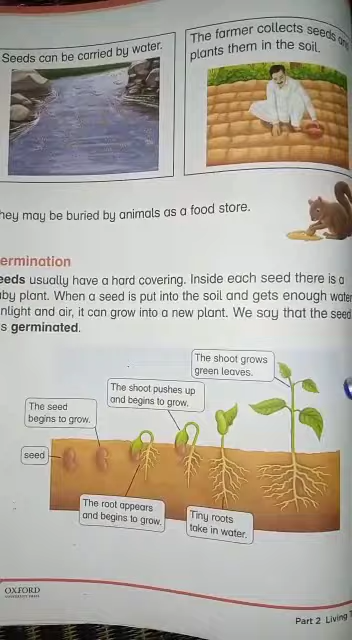 Seeds can be carried by water.
The farmer collects seeds and
plants them in the soil.
hey may be buried by animals as a food store.
ermination
eeds usually have a hard covering. Inside each seed there is a
aby plant. When a seed is put into the soil and gets enough water
nlight and air, it can grow into a new plant. We say that the seed
s germinated.
The shoot grows
green leaves.
The shoot pushes up
and begins to grow.
The seed
begins to grow.
seed
The root appears
and begins to grow.
Tiny roots
take in water.
OXFORD
UNIVERSITY PRESS
Part 2 Living